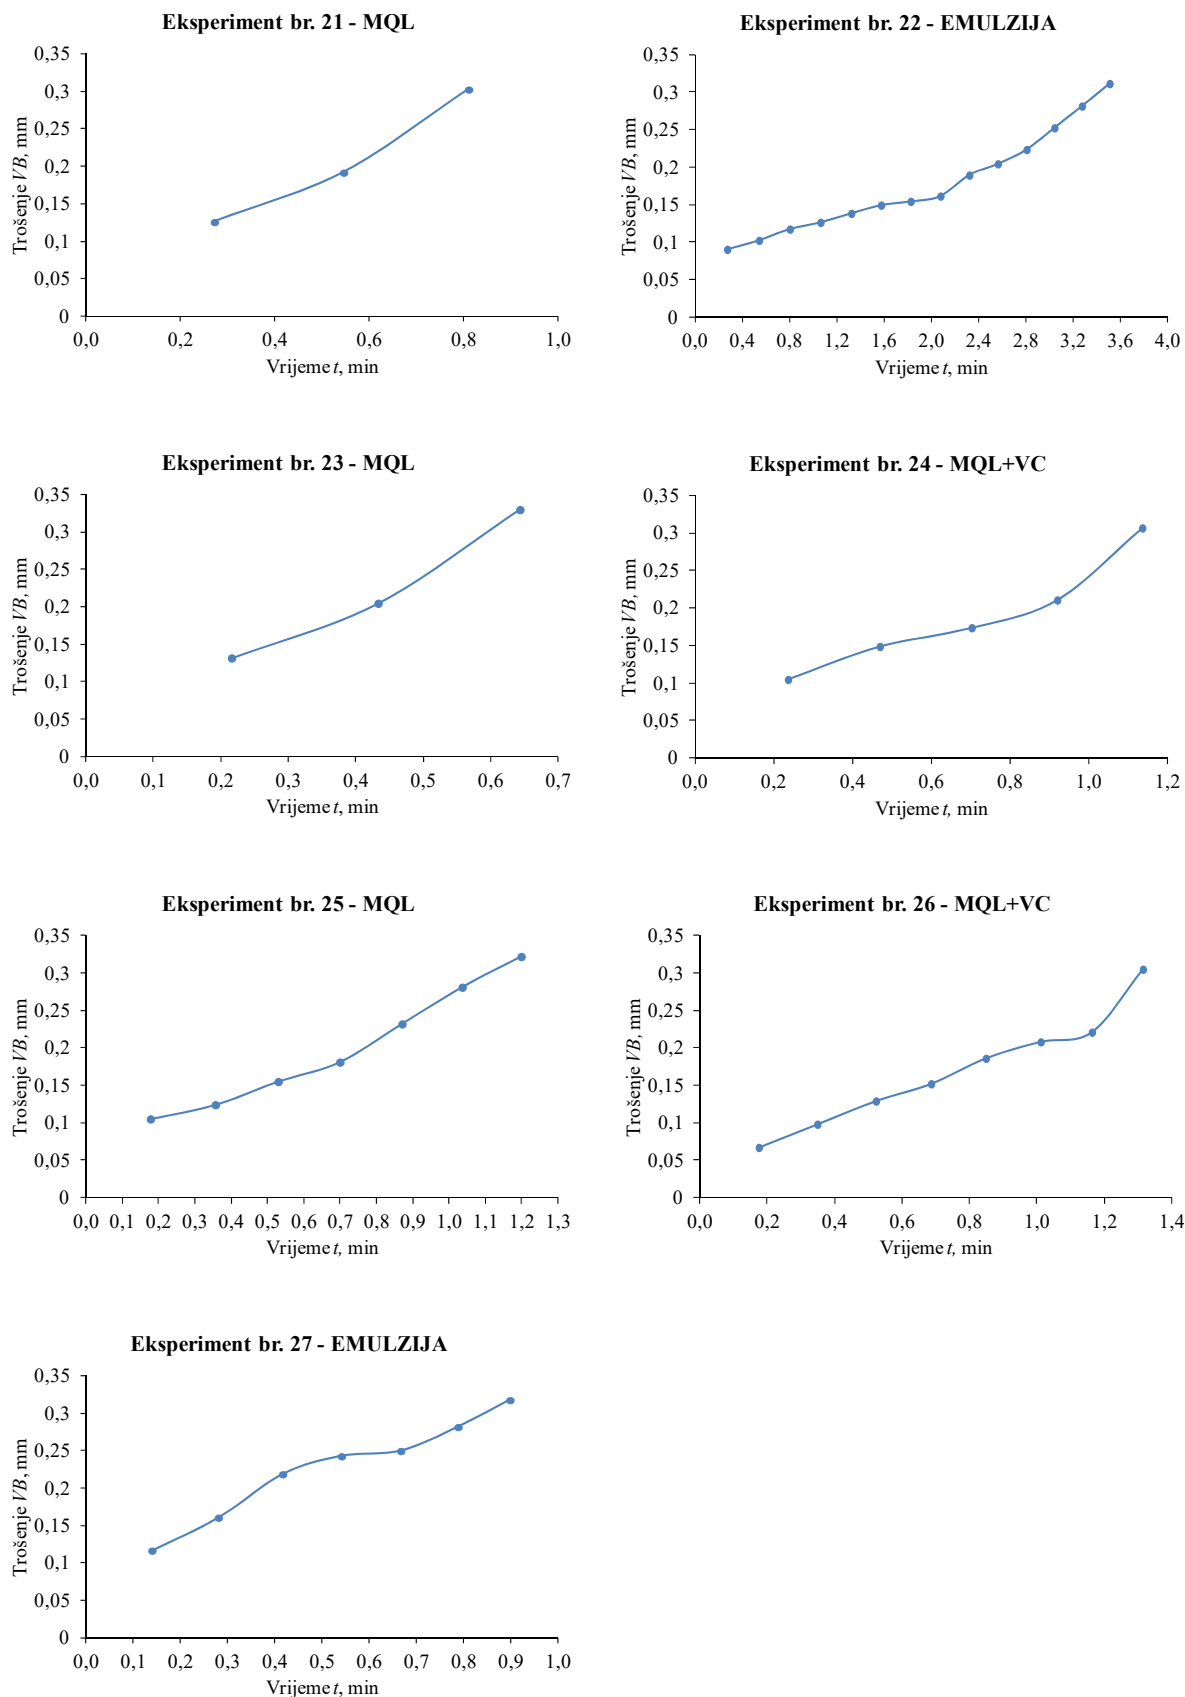 Eksperiment br. 21 - MQL
Trošenje VB, mm
0,35
0,3
0,25
0,2
0,15
0,1
0,05
0
0,0 0,2 0,4 0,6 0,8 1,0
Vrijeme t, min
Eksperiment br. 22 - EMULZIJA
Trošenje VB, mm
0,35
0,3
0,25
0,2
0,15
0,1
0,05
0
0,0 0,4 0,8 1,2 1,6 2,0 2,4 2,8 3,2 3,6 4,0
Vrijeme t, min
Eksperiment br. 23 - MQL
Trošenje VB, mm
0,35
0,3
0,25
0,2
0,15
0,1
0,05
0
0,0 0,1 0,2 0,3 0,4 0,5 0,6 0,7
Vrijeme t, min
Eksperiment br. 24 - MQL+VC
Trošenje VB, mm
0,35
0,3
0,25
0,2
0,15
0,1
0,05
0
0,0 0,2 0,4 0,6 0,8 1,0 1,2
Vrijeme t, min
Eksperiment br. 25 - MQL
Trošenje VB, mm
0,35
0,3
0,25
0,2
0,15
0,1
0,05
0
0,0 0,1 0,2 0,3 0,4 0,5 0,6 0,7 0,8 0,9 1,0 1,1 1,2 1,3
Vrijeme t, min
Eksperiment br. 26 - MQL+VC
Trošenje VB, mm
0,35
0,3
0,25
0,2
0,15
0,1
0,05
0
0,0 0,2 0,4 0,6 0,8 1,0 1,2 1,4
Vrijeme t, min
Eksperiment br. 27 - EMULZIJA
Trošenje VB, mm
0,35
0,3
0,25
0,2
0,15
0,1
0,05
0
0,0 0,1 0,2 0,3 0,4 0,5 0,6 0,7 0,8 0,9 1,0
Vrijeme t, min